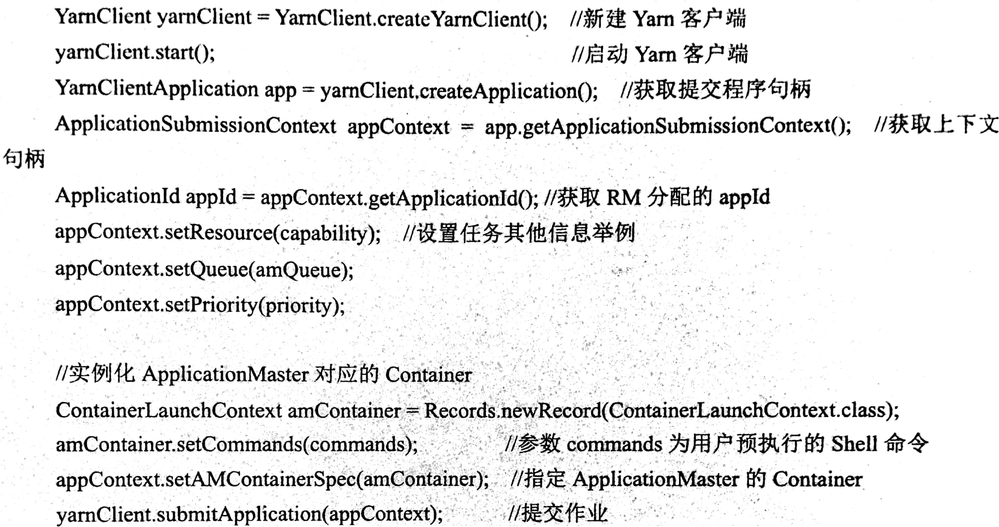 YarnClient yarnClient = YarnClient.createYarnClient(); //新建 Yarn 客户端
yarnClient.start(); //启动 Yarn 客户端
YarnClientApplication app = yarnClient.createApplication(); //获取提交程序句柄
ApplicationSubmissionContext appContext = app.getApplicationSubmissionContext(); //获取上下文
句柄
ApplicationId appId = appContext.getApplicationId(); //获取 RM 分配的 appId
appContext.setResource(capability); //设置任务其他信息举例
appContext.setQueue(amQueue);
appContext.setPriority(priority);
//实例化 ApplicationMaster 对应的 Container
ContainerLaunchContext amContainer = Records.newRecord(ContainerLaunchContext.class);
amContainer.setCommands(commands); //参数 commands 为用户预执行的 Shell 命令
appContext.setAMContainerSpec(amContainer); //指定 ApplicationMaster 的 Container
yarnClient.submitApplication(appContext); //提交作业